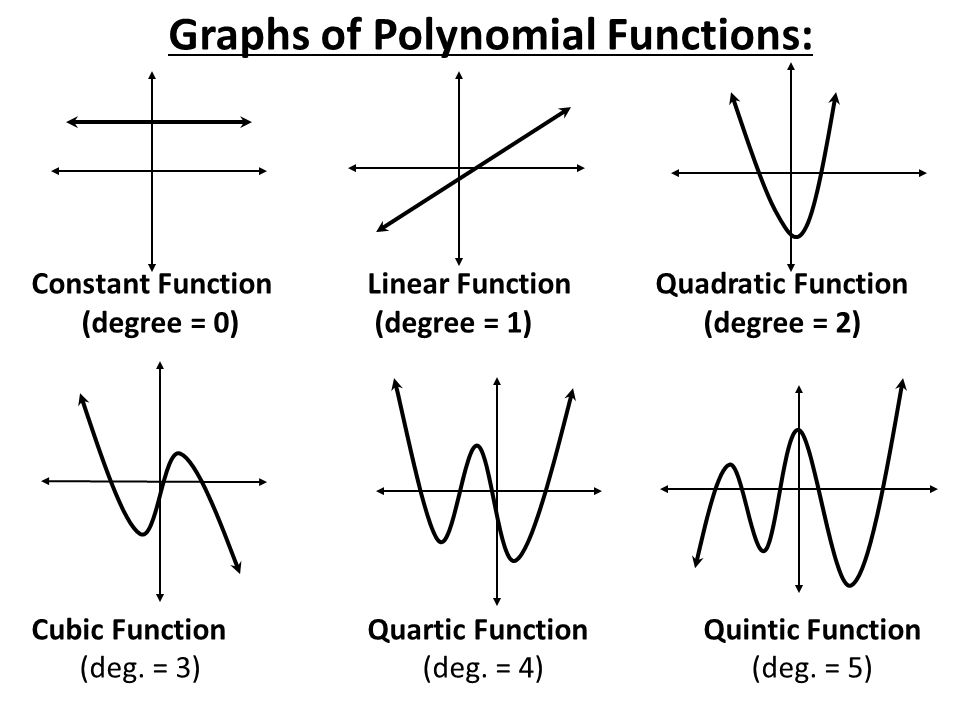 Graphs of Polynomial Functions:
Constant Function
(degree = 0)
Linear Function
(degree = 1)
Quadratic Function
(degree = 2)
Cubic Function
(deg. = 3)
Quartic Function
(deg. = 4)
Quintic Function
(deg. = 5)